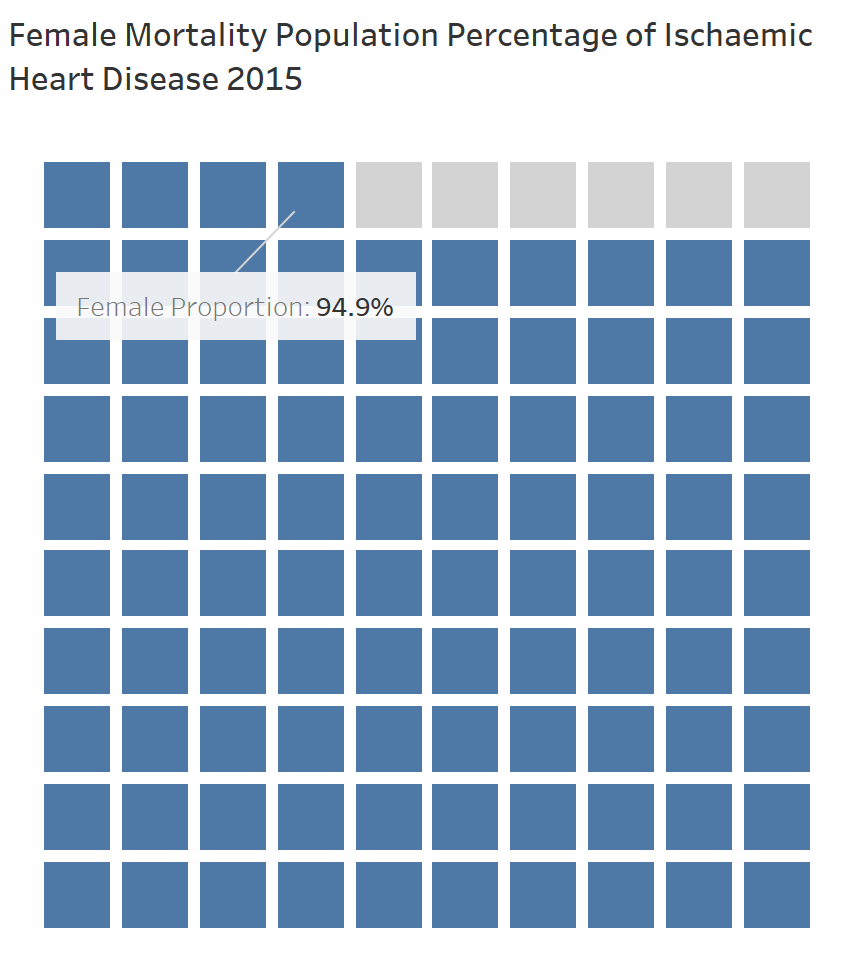 Female Mortality Population Percentage of Ischaemic
Heart Disease 2015
Female Proportion: 94.9%